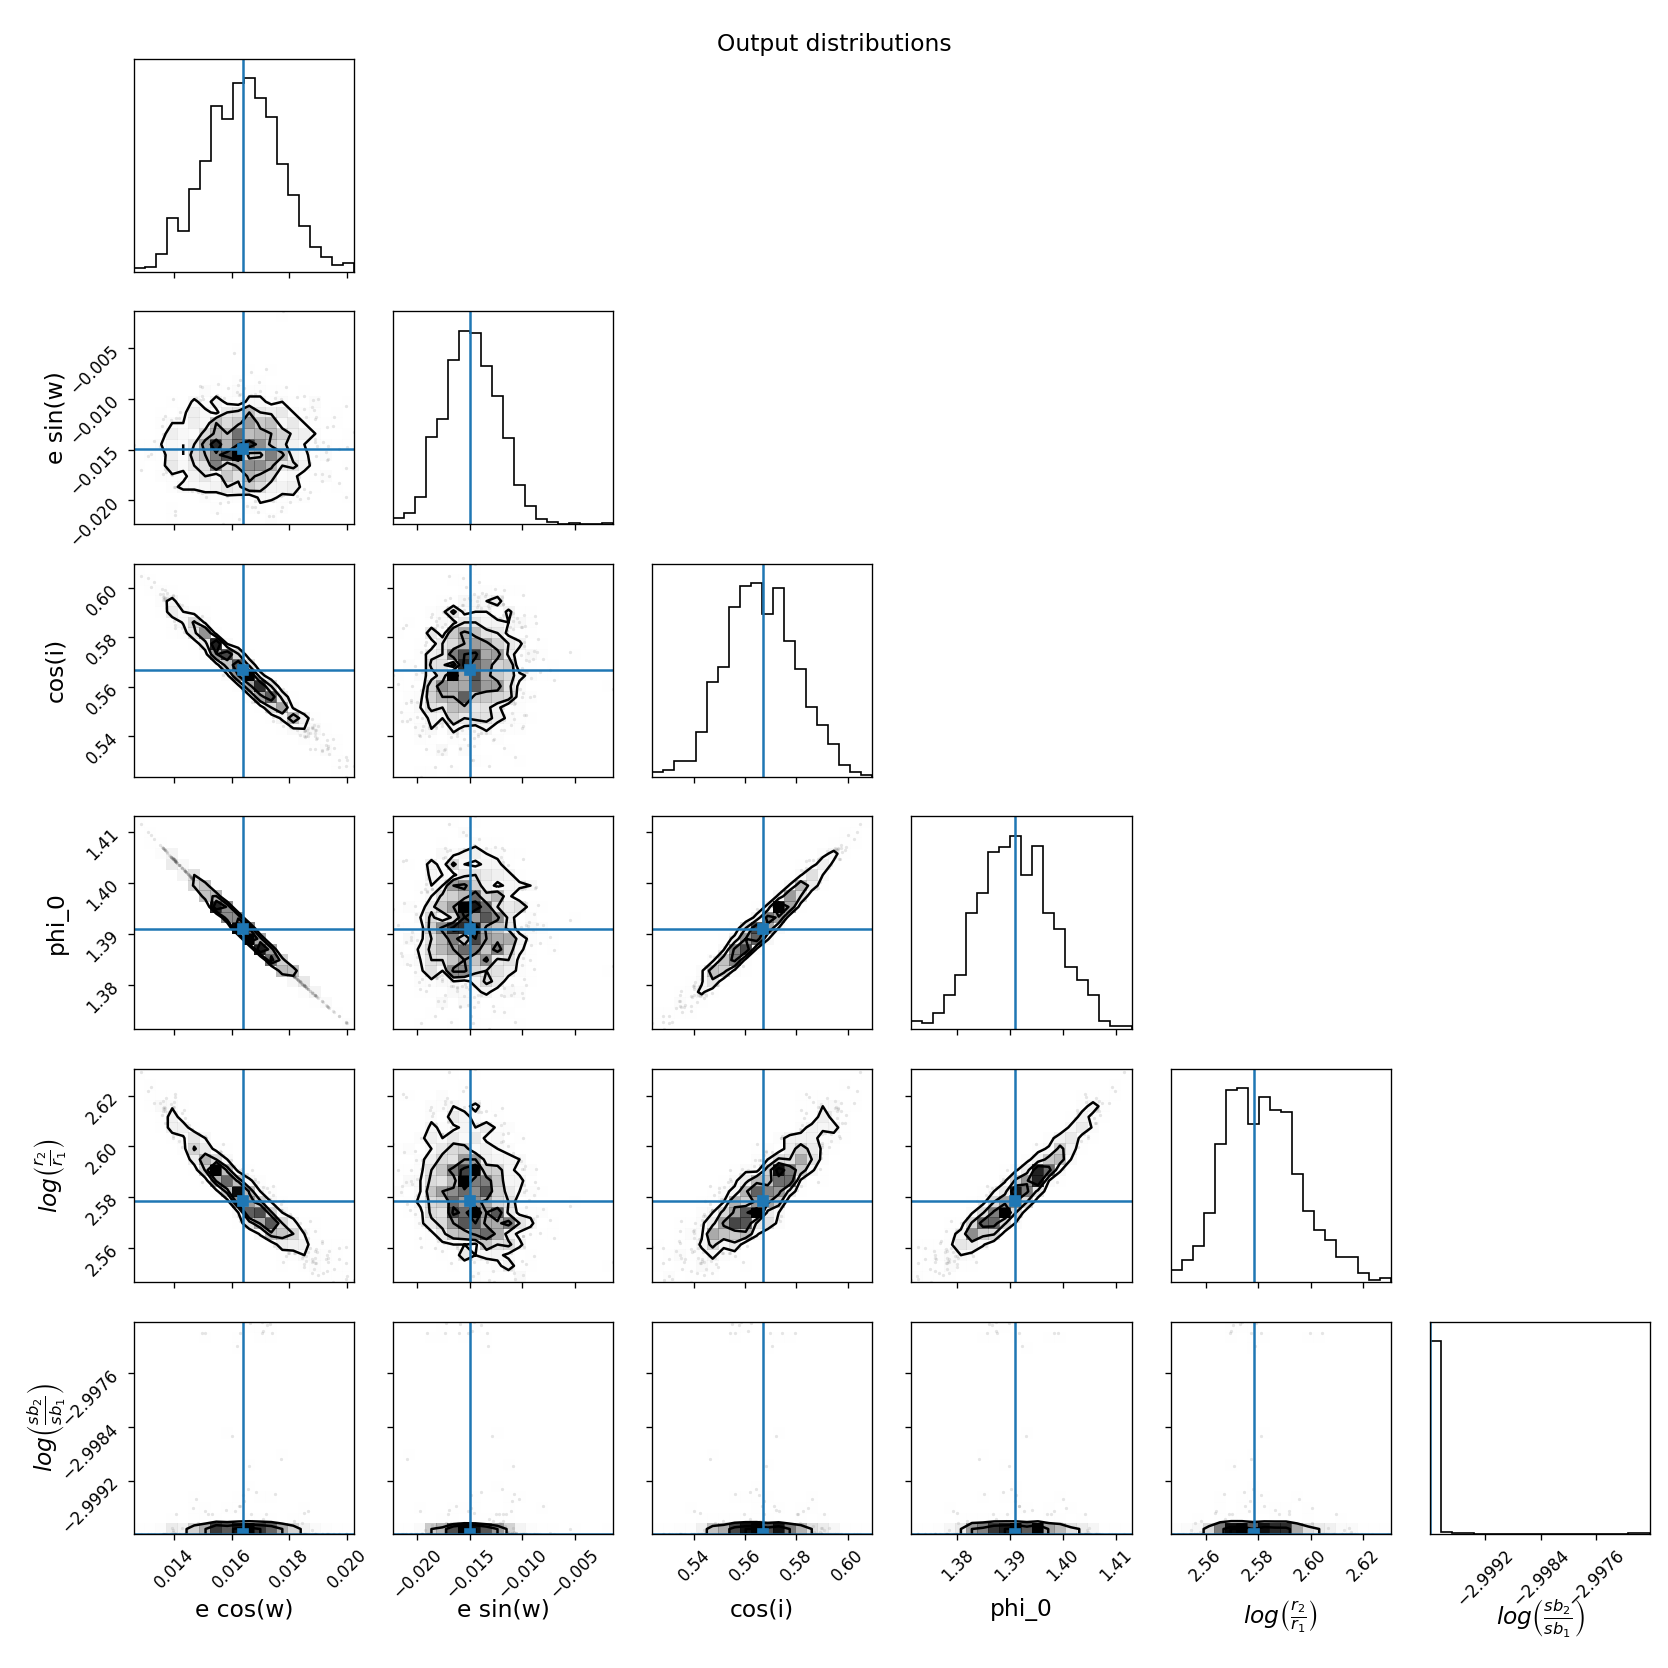 Output distributions
e sin(w)
−0.005
−0.010
−0.015
−0.020
cos(i)
0.60
0.58
0.56
0.54
phi_0
1.41
1.40
1.39
1.38
log(r₂/r₁)
2.62
2.60
2.58
2.56
log(sb₂/sb₁)
−2.9976
−2.9984
−2.9992
0.014 0.016 0.018 0.020 −0.020 −0.015 −0.010 −0.005 0.54 0.56 0.58 0.60 1.38 1.39 1.40 1.41 2.56 2.58 2.60 2.62 −2.9992 −2.9984 −2.9976
e cos(w) e sin(w) cos(i) phi_0 log(r₂/r₁) log(sb₂/sb₁)